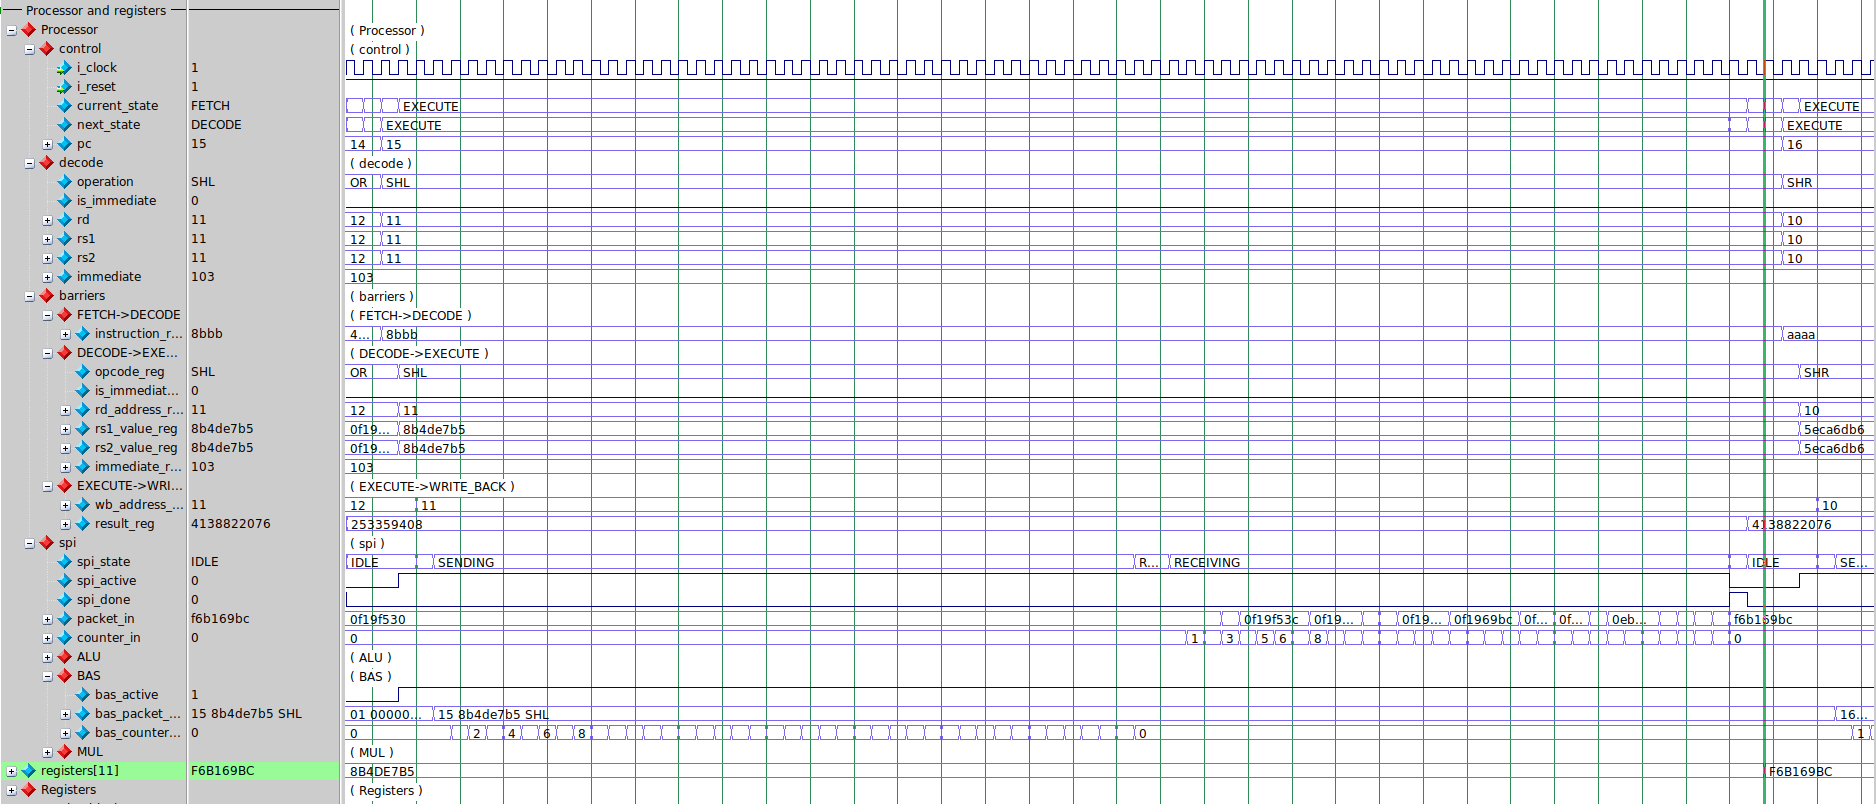 Processor and registers
Processor ( Processor )
control ( control )
i_clock 1
i_reset 1
current_state FETCH EXECUTE EXECUTE
next_state DECODE EXECUTE EXECUTE
pc 15 14 15 16
decode ( decode )
operation SHL OR SHL SHR
is_immediate 0
rd 11 12 11 10
rs1 11 12 11 10
rs2 11 12 11 10
immediate 103 103
barriers ( barriers )
FETCH->DECODE ( FETCH->DECODE )
instruction_r... 8bbb 4... 8bbb aaaa
DECODE->EXE... ( DECODE->EXECUTE )
opcode_reg SHL OR SHL SHR
is_immediat... 0
rd_address_r... 11 12 11 10
rs1_value_reg 8b4de7b5 0f19... 8b4de7b5 5eca6db6
rs2_value_reg 8b4de7b5 0f19... 8b4de7b5 5eca6db6
immediate_r... 103 103
EXECUTE->WRI... ( EXECUTE->WRITE_BACK )
wb_address_... 11 12 11 10
result_reg 4138822076 253359408 4138822076
spi ( spi )
spi_state IDLE IDLE SENDING R... RECEIVING IDLE SE...
spi_active 0
spi_done 0
packet_in f6b169bc 0f19f530 0f19f53c 0f19... 0f19... 0f1969bc 0f... 0f... 0eb... f6b169bc
counter_in 0 0 1 3 5 6 8 0
ALU ( ALU )
BAS ( BAS )
bas_active 1
bas_packet_... 15 8b4de7b5 SHL 01 00000... 15 8b4de7b5 SHL 16...
bas_counter... 0 0 2 4 6 8 0 1
MUL ( MUL )
registers[11] F6B169BC 8B4DE7B5 F6B169BC
Registers ( Registers )